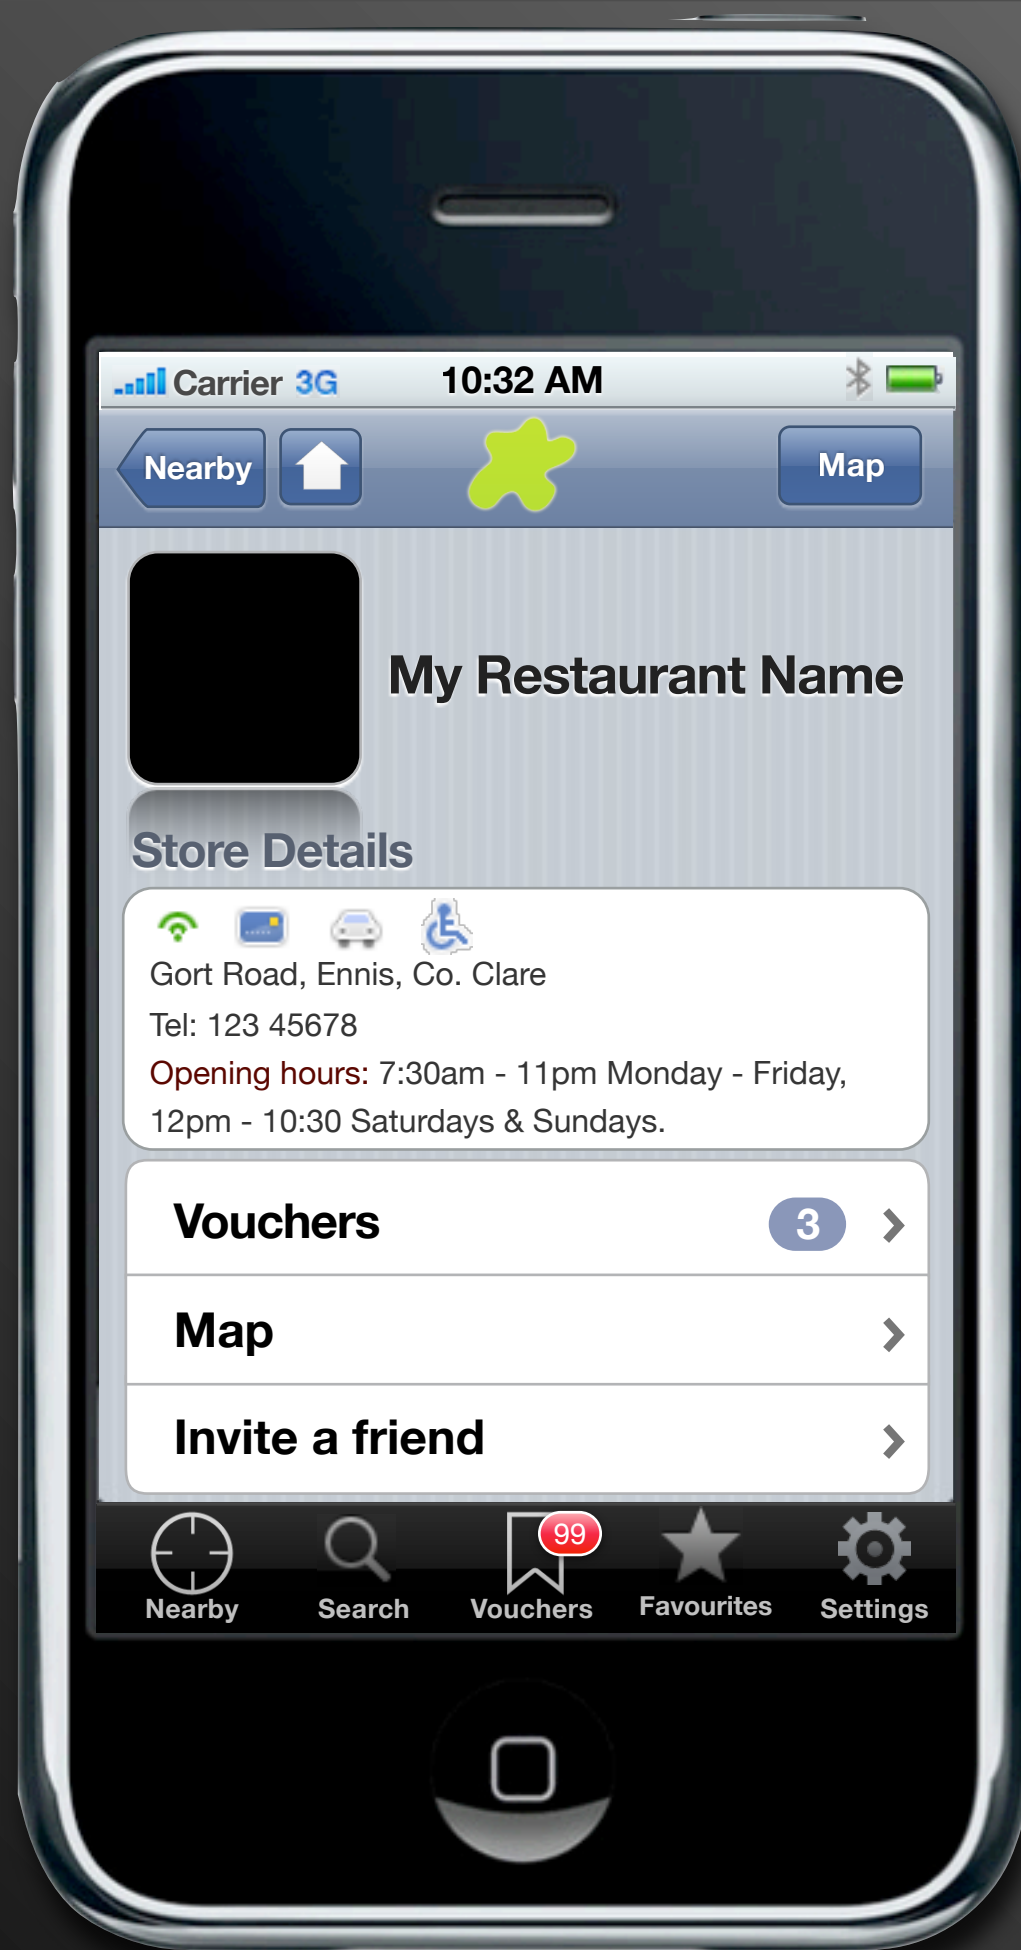 Carrier 3G 10:32 AM
Nearby Map
My Restaurant Name
Store Details
Gort Road, Ennis, Co. Clare
Tel: 123 45678
Opening hours: 7:30am - 11pm Monday - Friday,
12pm - 10:30 Saturdays & Sundays.
Vouchers 3
Map
Invite a friend
99
Nearby Search Vouchers Favourites Settings